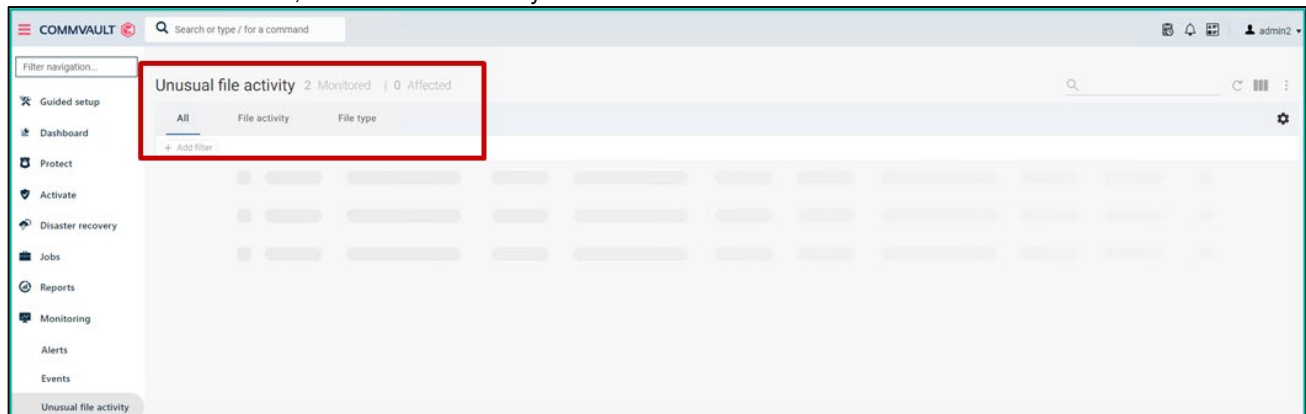 COMMVAULT
Search or type / for a command
admin2
Filter navigation...
Unusual file activity 2 Monitored | 0 Affected
Guided setup
All File activity File type
Dashboard
+ Add filter
Protect
Activate
Disaster recovery
Jobs
Reports
Monitoring
Alerts
Events
Unusual file activity